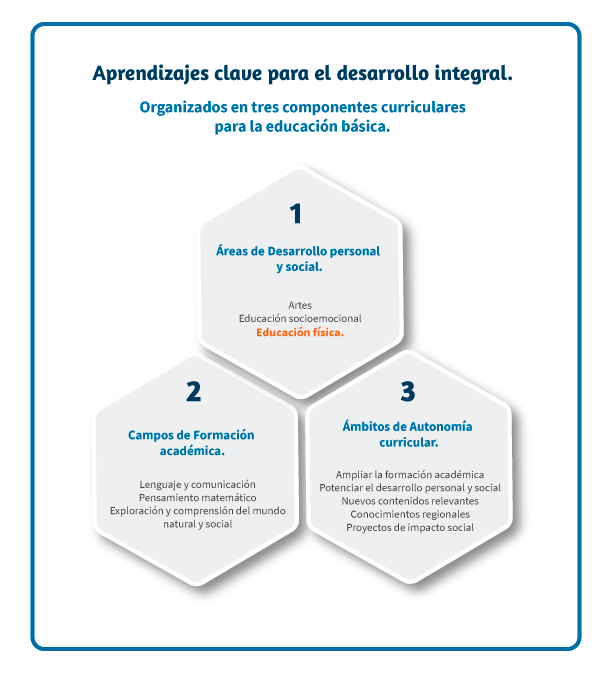 Aprendizajes clave para el desarrollo integral.
Organizados en tres componentes curriculares
para la educación básica.
1
Áreas de Desarrollo personal
y social.
Artes
Educación socioemocional
Educación física.
2
Campos de Formación
académica.
Lenguaje y comunicación
Pensamiento matemático
Exploración y comprensión del mundo
natural y social
3
Ámbitos de Autonomía
curricular.
Ampliar la formación académica
Potenciar el desarrollo personal y social
Nuevos contenidos relevantes
Conocimientos regionales
Proyectos de impacto social